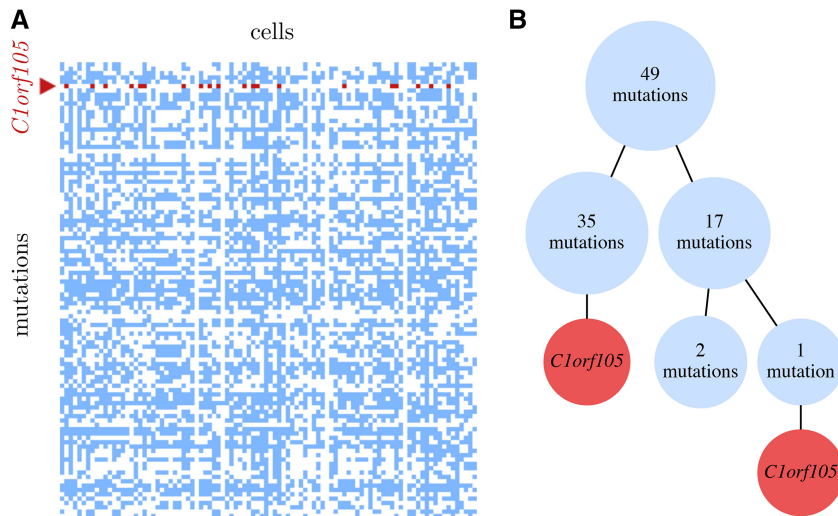 A
cells
C1orf105
mutations
B
49
mutations
35
mutations
17
mutations
C1orf105
2
mutations
1
mutation
C1orf105